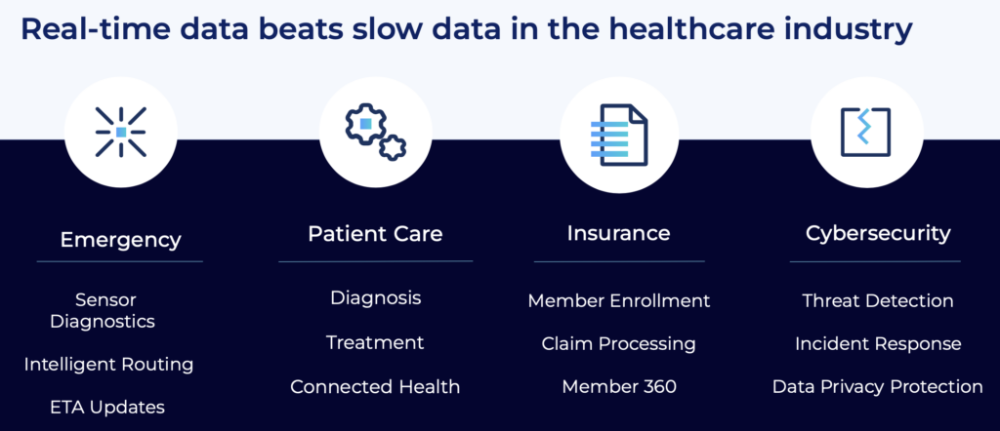 Real-time data beats slow data in the healthcare industry
Emergency
Sensor
Diagnostics
Intelligent Routing
ETA Updates
Patient Care
Diagnosis
Treatment
Connected Health
Insurance
Member Enrollment
Claim Processing
Member 360
Cybersecurity
Threat Detection
Incident Response
Data Privacy Protection